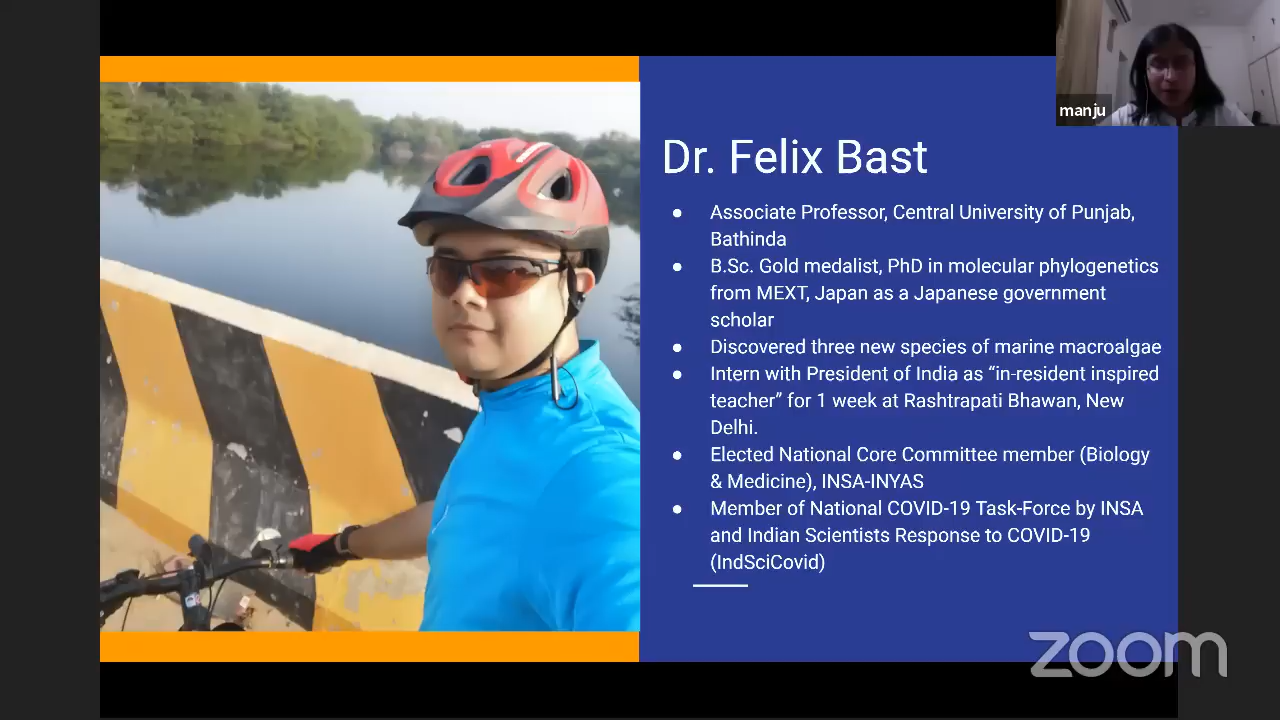 manju
Dr. Felix Bast
● Associate Professor, Central University of Punjab,
Bathinda
● B.Sc. Gold medalist, PhD in molecular phylogenetics
from MEXT, Japan as a Japanese government
scholar
● Discovered three new species of marine macroalgae
● Intern with President of India as “in-resident inspired
teacher” for 1 week at Rashtrapati Bhawan, New
Delhi.
● Elected National Core Committee member (Biology
& Medicine), INSA-INYAS
● Member of National COVID-19 Task-Force by INSA
and Indian Scientists Response to COVID-19
(IndSciCovid)
zoom